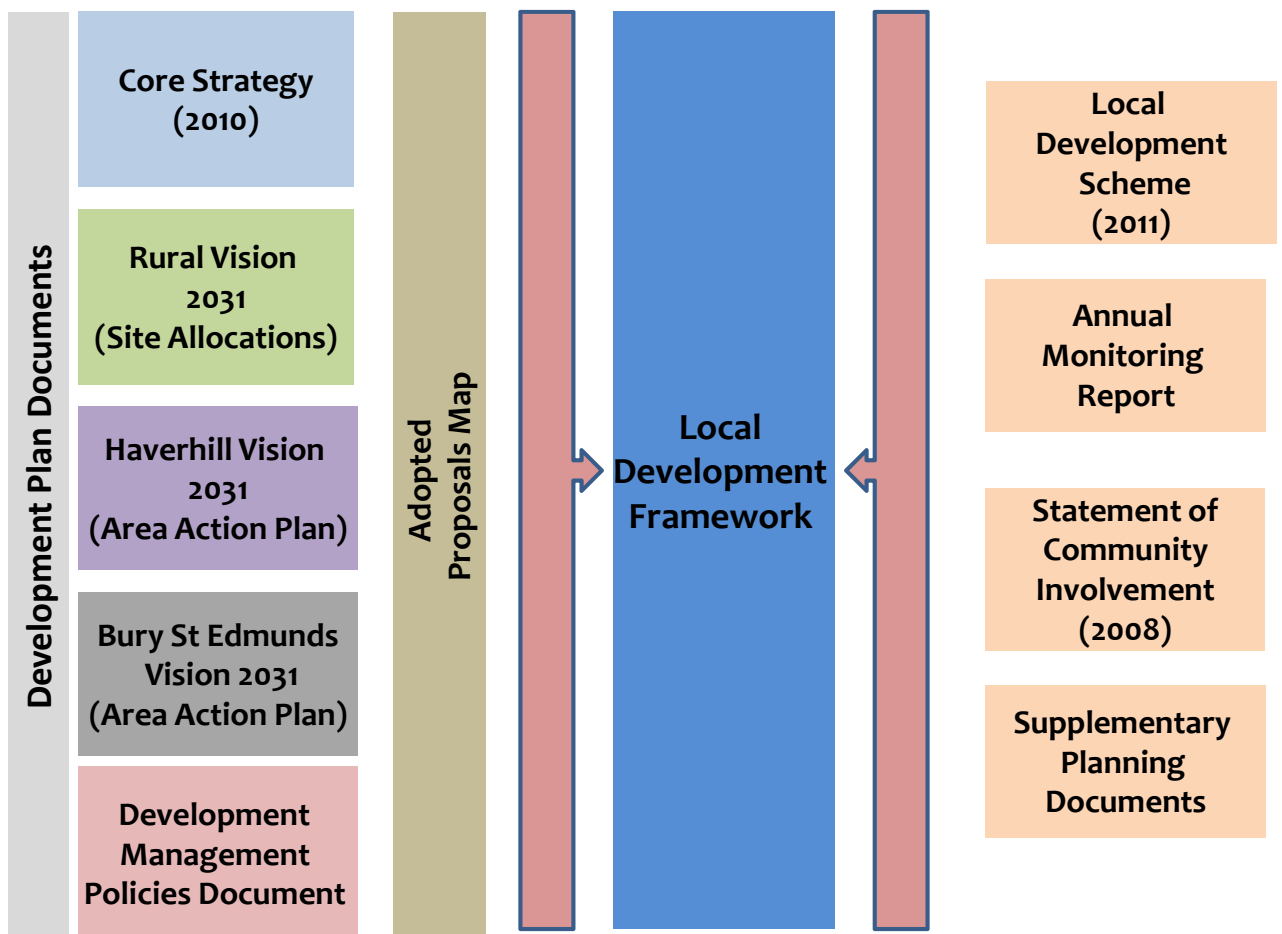 Development Plan Documents
Core Strategy
(2010)
Rural Vision
2031
(Site Allocations)
Haverhill Vision
2031
(Area Action Plan)
Bury St Edmunds
Vision 2031
(Area Action Plan)
Development
Management
Policies Document
Adopted
Proposals Map
Local
Development
Framework
Local
Development
Scheme
(2011)
Annual
Monitoring
Report
Statement of
Community
Involvement
(2008)
Supplementary
Planning
Documents